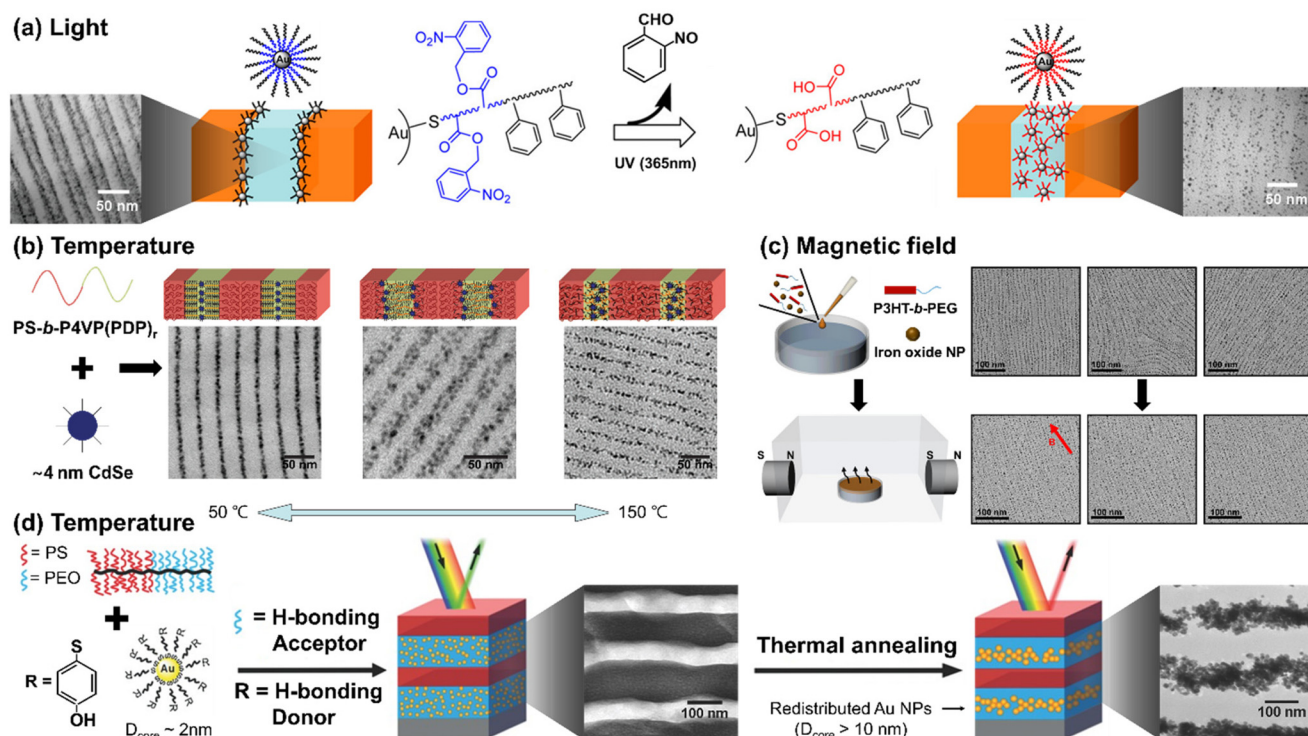 (a) Light
Au
50 nm
O₂N
O
O
Au
S
O
O
NO₂
CHO
NO
UV (365nm)
O
HO
Au
S
O
OH
Au
50 nm
(b) Temperature
PS-b-P4VP(PDP)ᵣ
+
~4 nm CdSe
50 nm
50 nm
50 nm
50 ℃
150 ℃
(c) Magnetic field
P3HT-b-PEG
Iron oxide NP
S N
S N
100 nm
100 nm
100 nm
B
100 nm
100 nm
100 nm
(d) Temperature
= PS
= PEO
+
R =
S
OH
R R R R R R R R R R R R
Au
D_core ~ 2nm
= H-bonding
Acceptor
R = H-bonding
Donor
100 nm
Thermal annealing
Redistributed Au NPs
(D_core > 10 nm)
100 nm